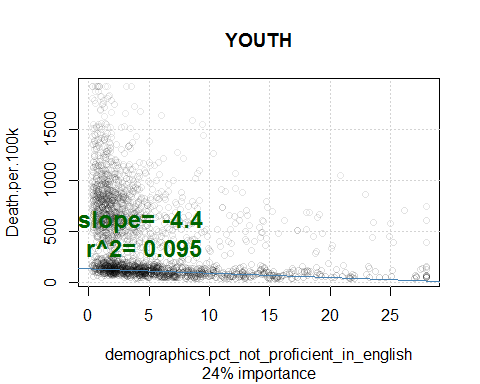 YOUTH
Death.per.100k
1500
1000
500
0
slope= -4.4
r^2= 0.095
0 5 10 15 20 25
demographics.pct_not_proficient_in_english
24% importance